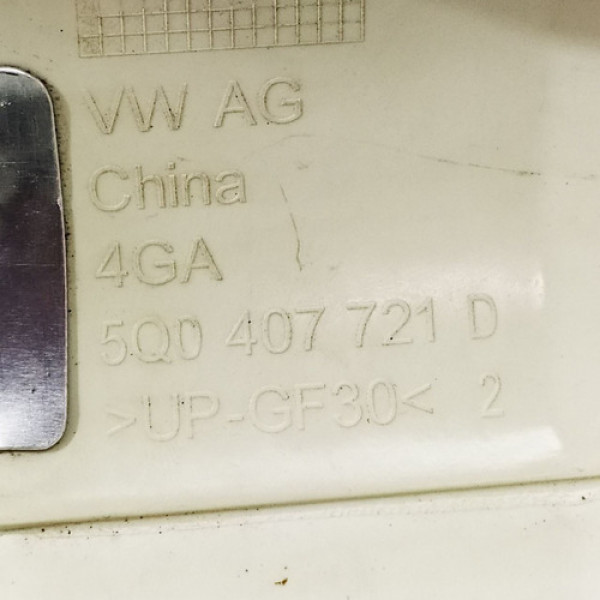 VW AG
China
4GA
5Q0 407 721 D
>UP-GF30< 2